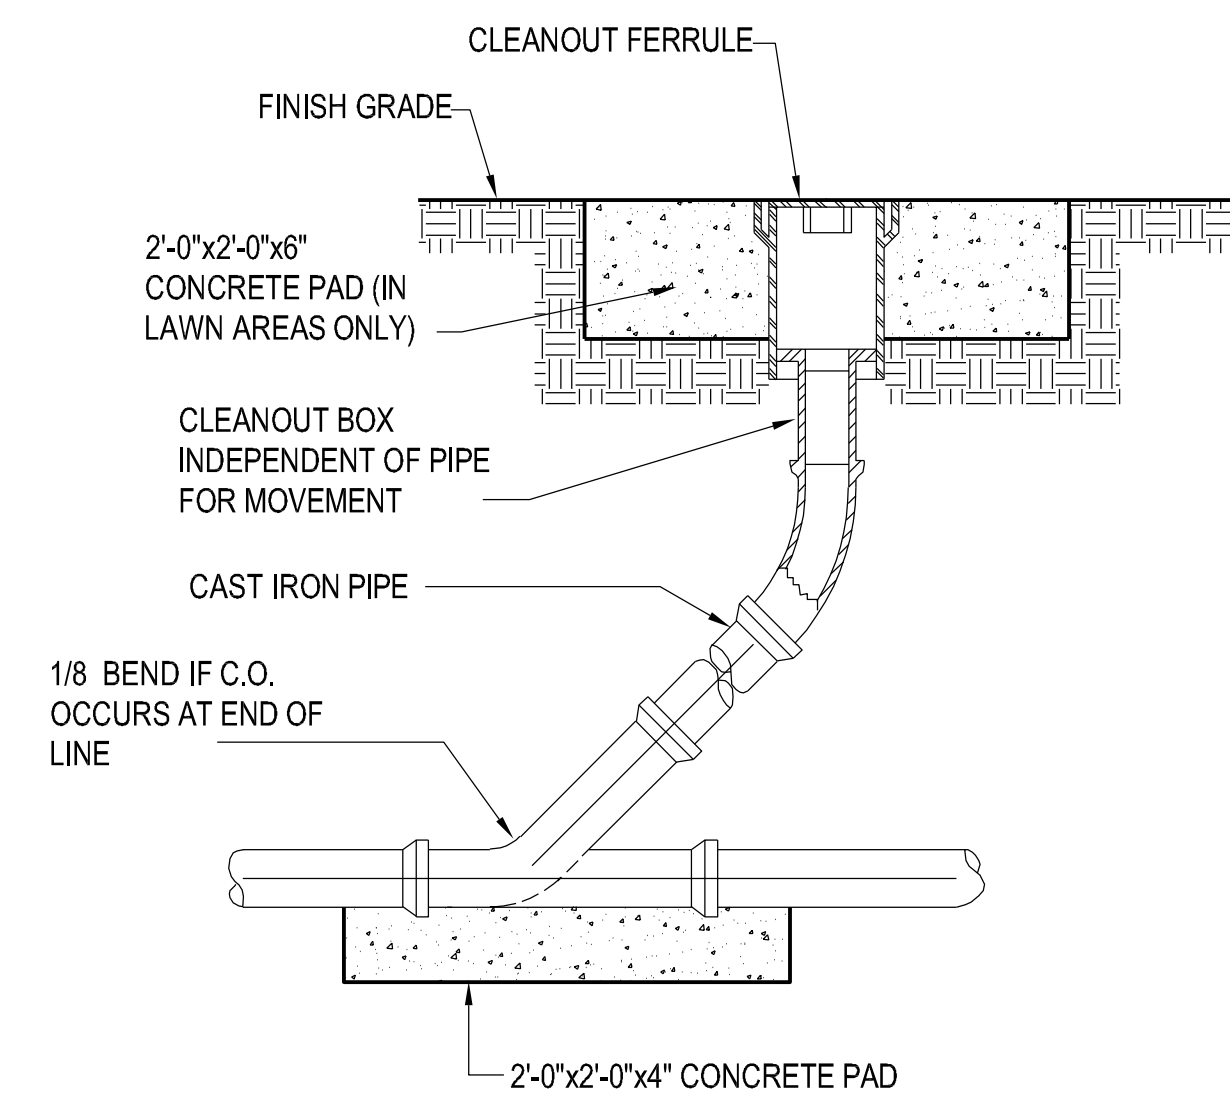 CLEANOUT FERRULE
FINISH GRADE
2'-0"x2'-0"x6"
CONCRETE PAD (IN
LAWN AREAS ONLY)
CLEANOUT BOX
INDEPENDENT OF PIPE
FOR MOVEMENT
CAST IRON PIPE
1/8 BEND IF C.O.
OCCURS AT END OF
LINE
2'-0"x2'-0"x4" CONCRETE PAD